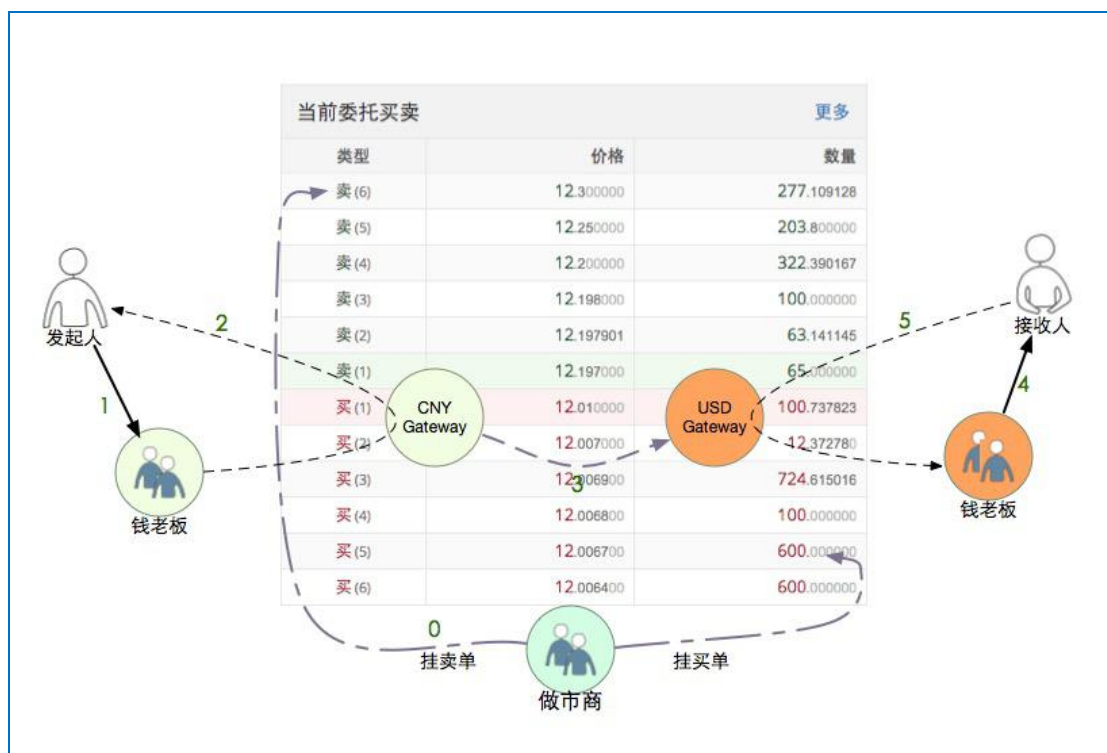 当前委托买卖 更多
类型 价格 数量
卖(6) 12.300000 277.109128
卖(5) 12.250000 203.800000
卖(4) 12.200000 322.390167
卖(3) 12.198000 100.000000
卖(2) 12.197901 63.141145
卖(1) 12.197000 65.000000
买(1) 12.010000 100.737823
买(2) 12.007000 12.372780
买(3) 12.006900 724.615016
买(4) 12.006800 100.000000
买(5) 12.006700 600.000000
买(6) 12.006400 600.000000
发起人
1
2
钱老板
CNY
Gateway
3
USD
Gateway
5
接收人
4
钱老板
0
挂卖单
挂买单
做市商